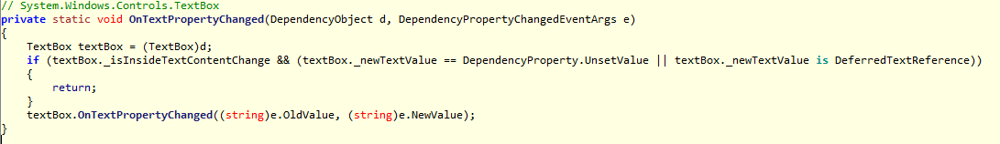 // System.Windows.Controls.TextBox
private static void OnTextPropertyChanged(DependencyObject d, DependencyPropertyChangedEventArgs e)
{
    TextBox textBox = (TextBox)d;
    if (textBox._isInsideTextContentChange && (textBox._newTextValue == DependencyProperty.UnsetValue || textBox._newTextValue is DeferredTextReference))
    {
        return;
    }
    textBox.OnTextPropertyChanged((string)e.OldValue, (string)e.NewValue);
}